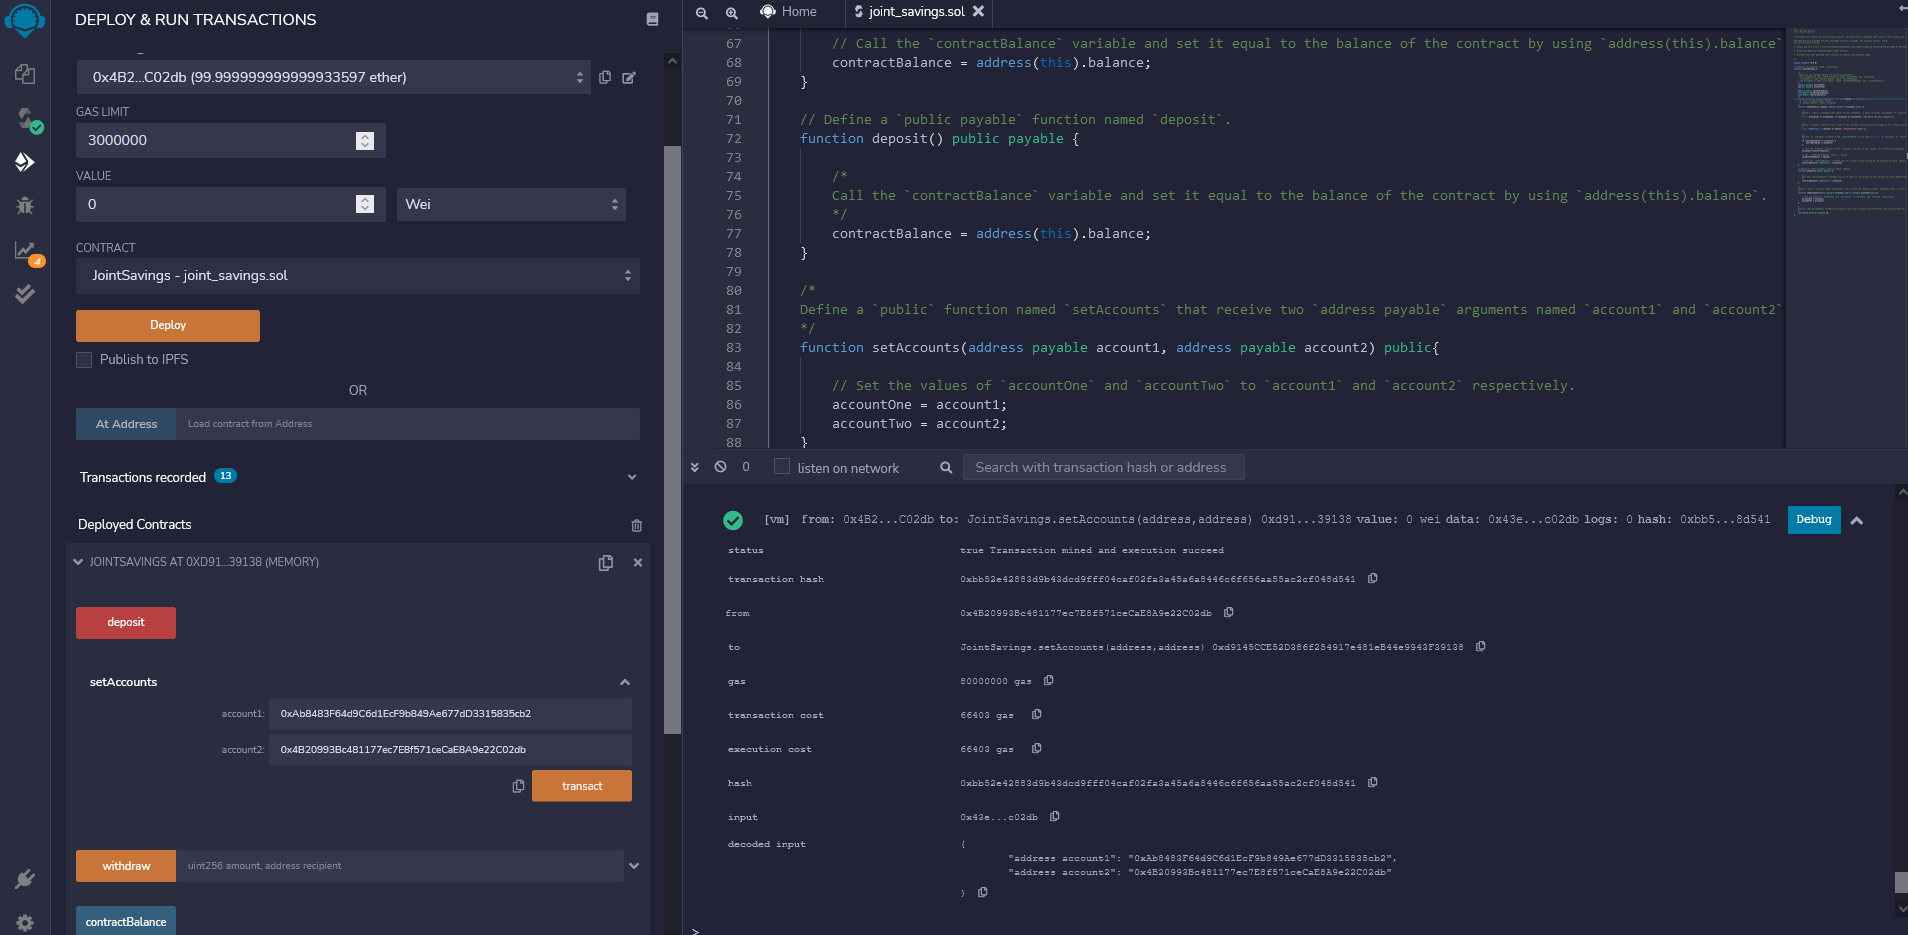 DEPLOY & RUN TRANSACTIONS
0x4B2...C02db (99.999999999999933597 ether)
GAS LIMIT
3000000
VALUE
0
Wei
CONTRACT
JointSavings - joint_savings.sol
Deploy
Publish to IPFS
OR
At Address
Load contract from Address
Transactions recorded 13
Deployed Contracts
JOINTSAVINGS AT 0XD91...39138 (MEMORY)
deposit
setAccounts
account1: 0xAb8483F64d9C6d1EcF9b849Ae677dD3315835cb2
account2: 0x4B20993Bc481177ec7E8f571ceCaE8A9e22C02db
transact
withdraw
uint256 amount, address recipient
contractBalance
4
Home
joint_savings.sol
67 // Call the `contractBalance` variable and set it equal to the balance of the contract by using `address(this).balance`
68 contractBalance = address(this).balance;
69 }
70
71 // Define a `public payable` function named `deposit`.
72 function deposit() public payable {
73
74 /*
75 Call the `contractBalance` variable and set it equal to the balance of the contract by using `address(this).balance`.
76 */
77 contractBalance = address(this).balance;
78 }
79
80 /*
81 Define a `public` function named `setAccounts` that receive two `address payable` arguments named `account1` and `account2`
82 */
83 function setAccounts(address payable account1, address payable account2) public{
84
85 // Set the values of `accountOne` and `accountTwo` to `account1` and `account2` respectively.
86 accountOne = account1;
87 accountTwo = account2;
88 }
0
listen on network
Search with transaction hash or address
[vm] from: 0x4B2...C02db to: JointSavings.setAccounts(address,address) 0xd91...39138 value: 0 wei data: 0x43e...c02db logs: 0 hash: 0xbb5...8d541
Debug
status true Transaction mined and execution succeed
transaction hash 0xbb52e42883d9b43dcd9fff04caf02fa3a45a6a8446c6f656aa55ac2cf048d541
from 0x4B20993Bc481177ec7E8f571ceCaE8A9e22C02db
to JointSavings.setAccounts(address,address) 0xd9145CCE52D386f254917e481eB44e9943F39138
gas 80000000 gas
transaction cost 66403 gas
execution cost 66403 gas
hash 0xbb52e42883d9b43dcd9fff04caf02fa3a45a6a8446c6f656aa55ac2cf048d541
input 0x43e...c02db
decoded input {
"address account1": "0xAb8483F64d9C6d1EcF9b849Ae677dD3315835cb2",
"address account2": "0x4B20993Bc481177ec7E8f571ceCaE8A9e22C02db"
}
>